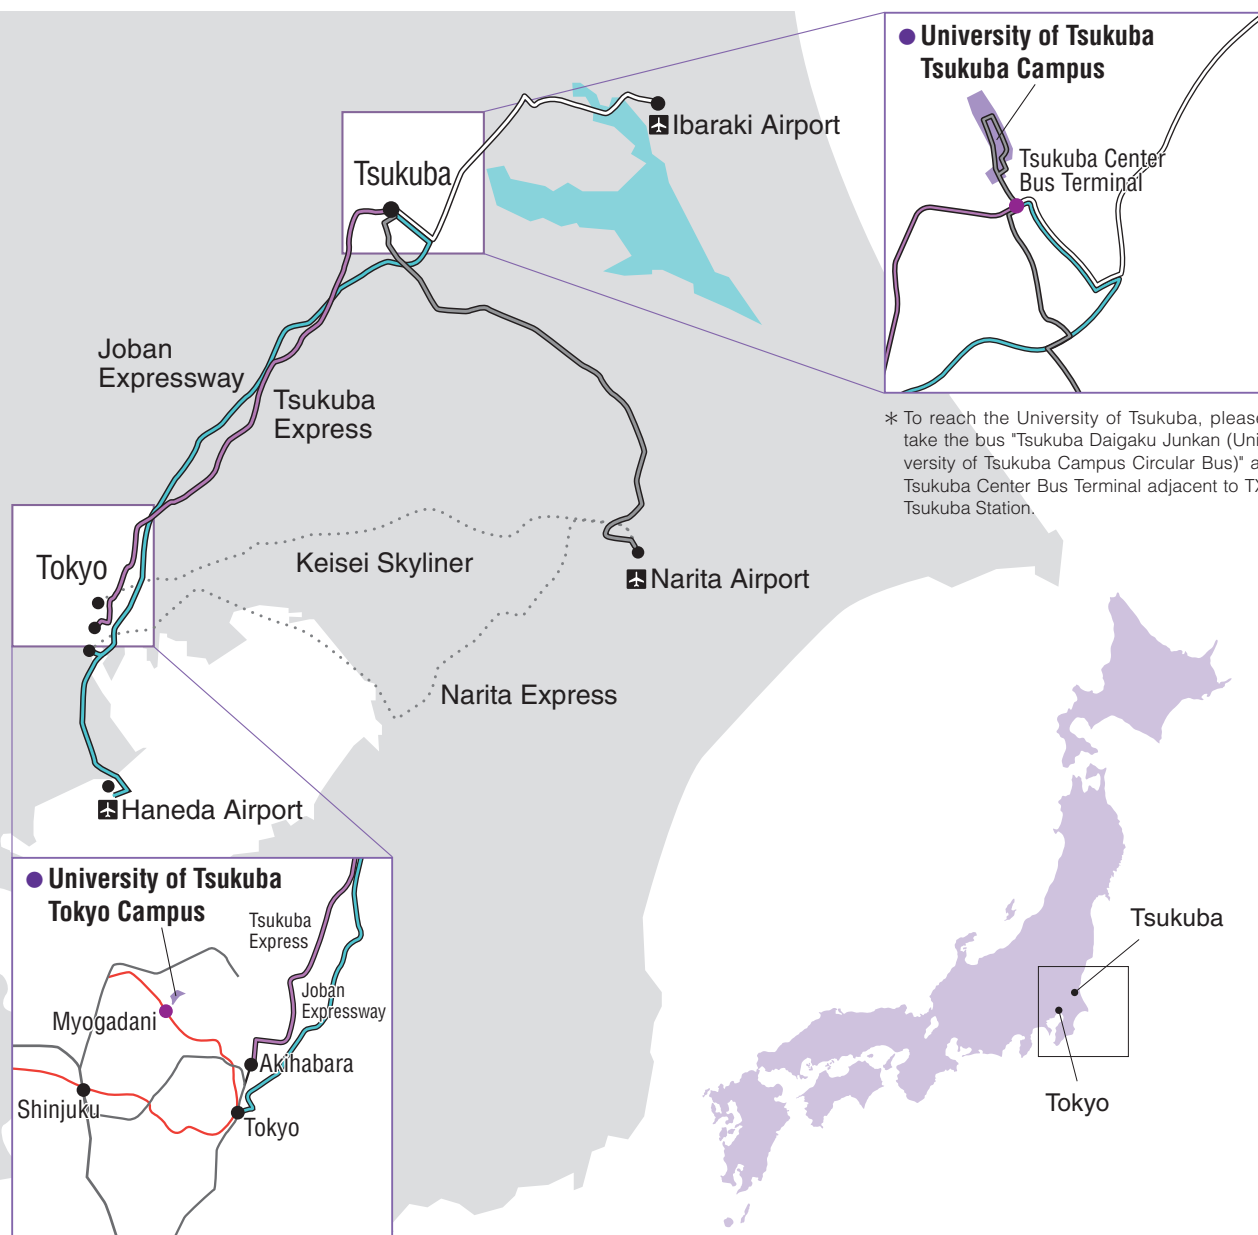 University of Tsukuba
Tsukuba Campus
Tsukuba Center
Bus Terminal
Ibaraki Airport
Tsukuba
Joban
Expressway
Tsukuba
Express
* To reach the University of Tsukuba, please
take the bus "Tsukuba Daigaku Junkan (Uni
versity of Tsukuba Campus Circular Bus)" a
Tsukuba Center Bus Terminal adjacent to TX
Tsukuba Station.
Tokyo
Keisei Skyliner
Narita Airport
Narita Express
Haneda Airport
University of Tsukuba
Tokyo Campus
Tsukuba
Express
Joban
Expressway
Myogadani
Akihabara
Shinjuku
Tokyo
Tsukuba
Tokyo